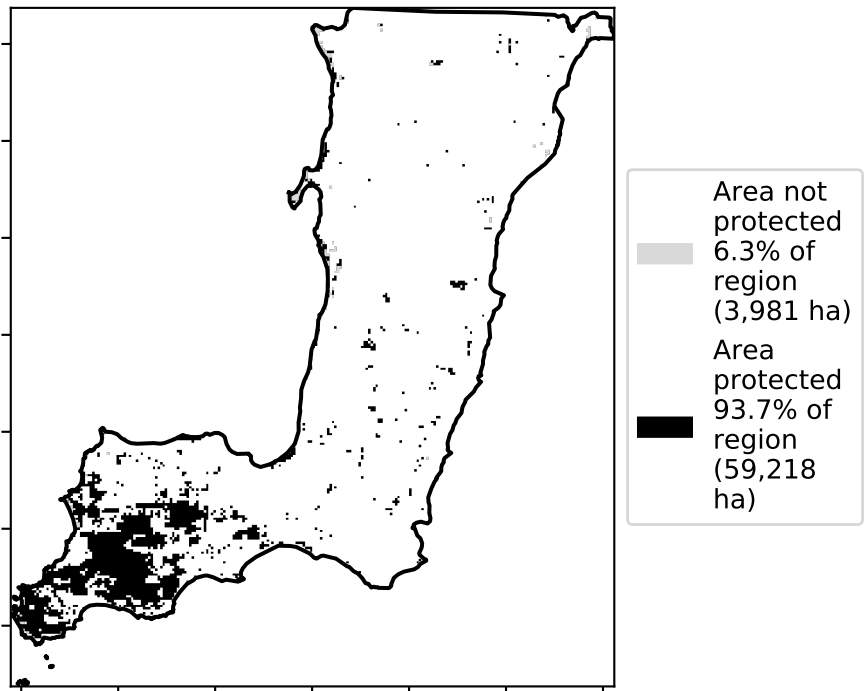 Area not
protected
6.3% of
region
(3,981 ha)
Area
protected
93.7% of
region
(59,218
ha)